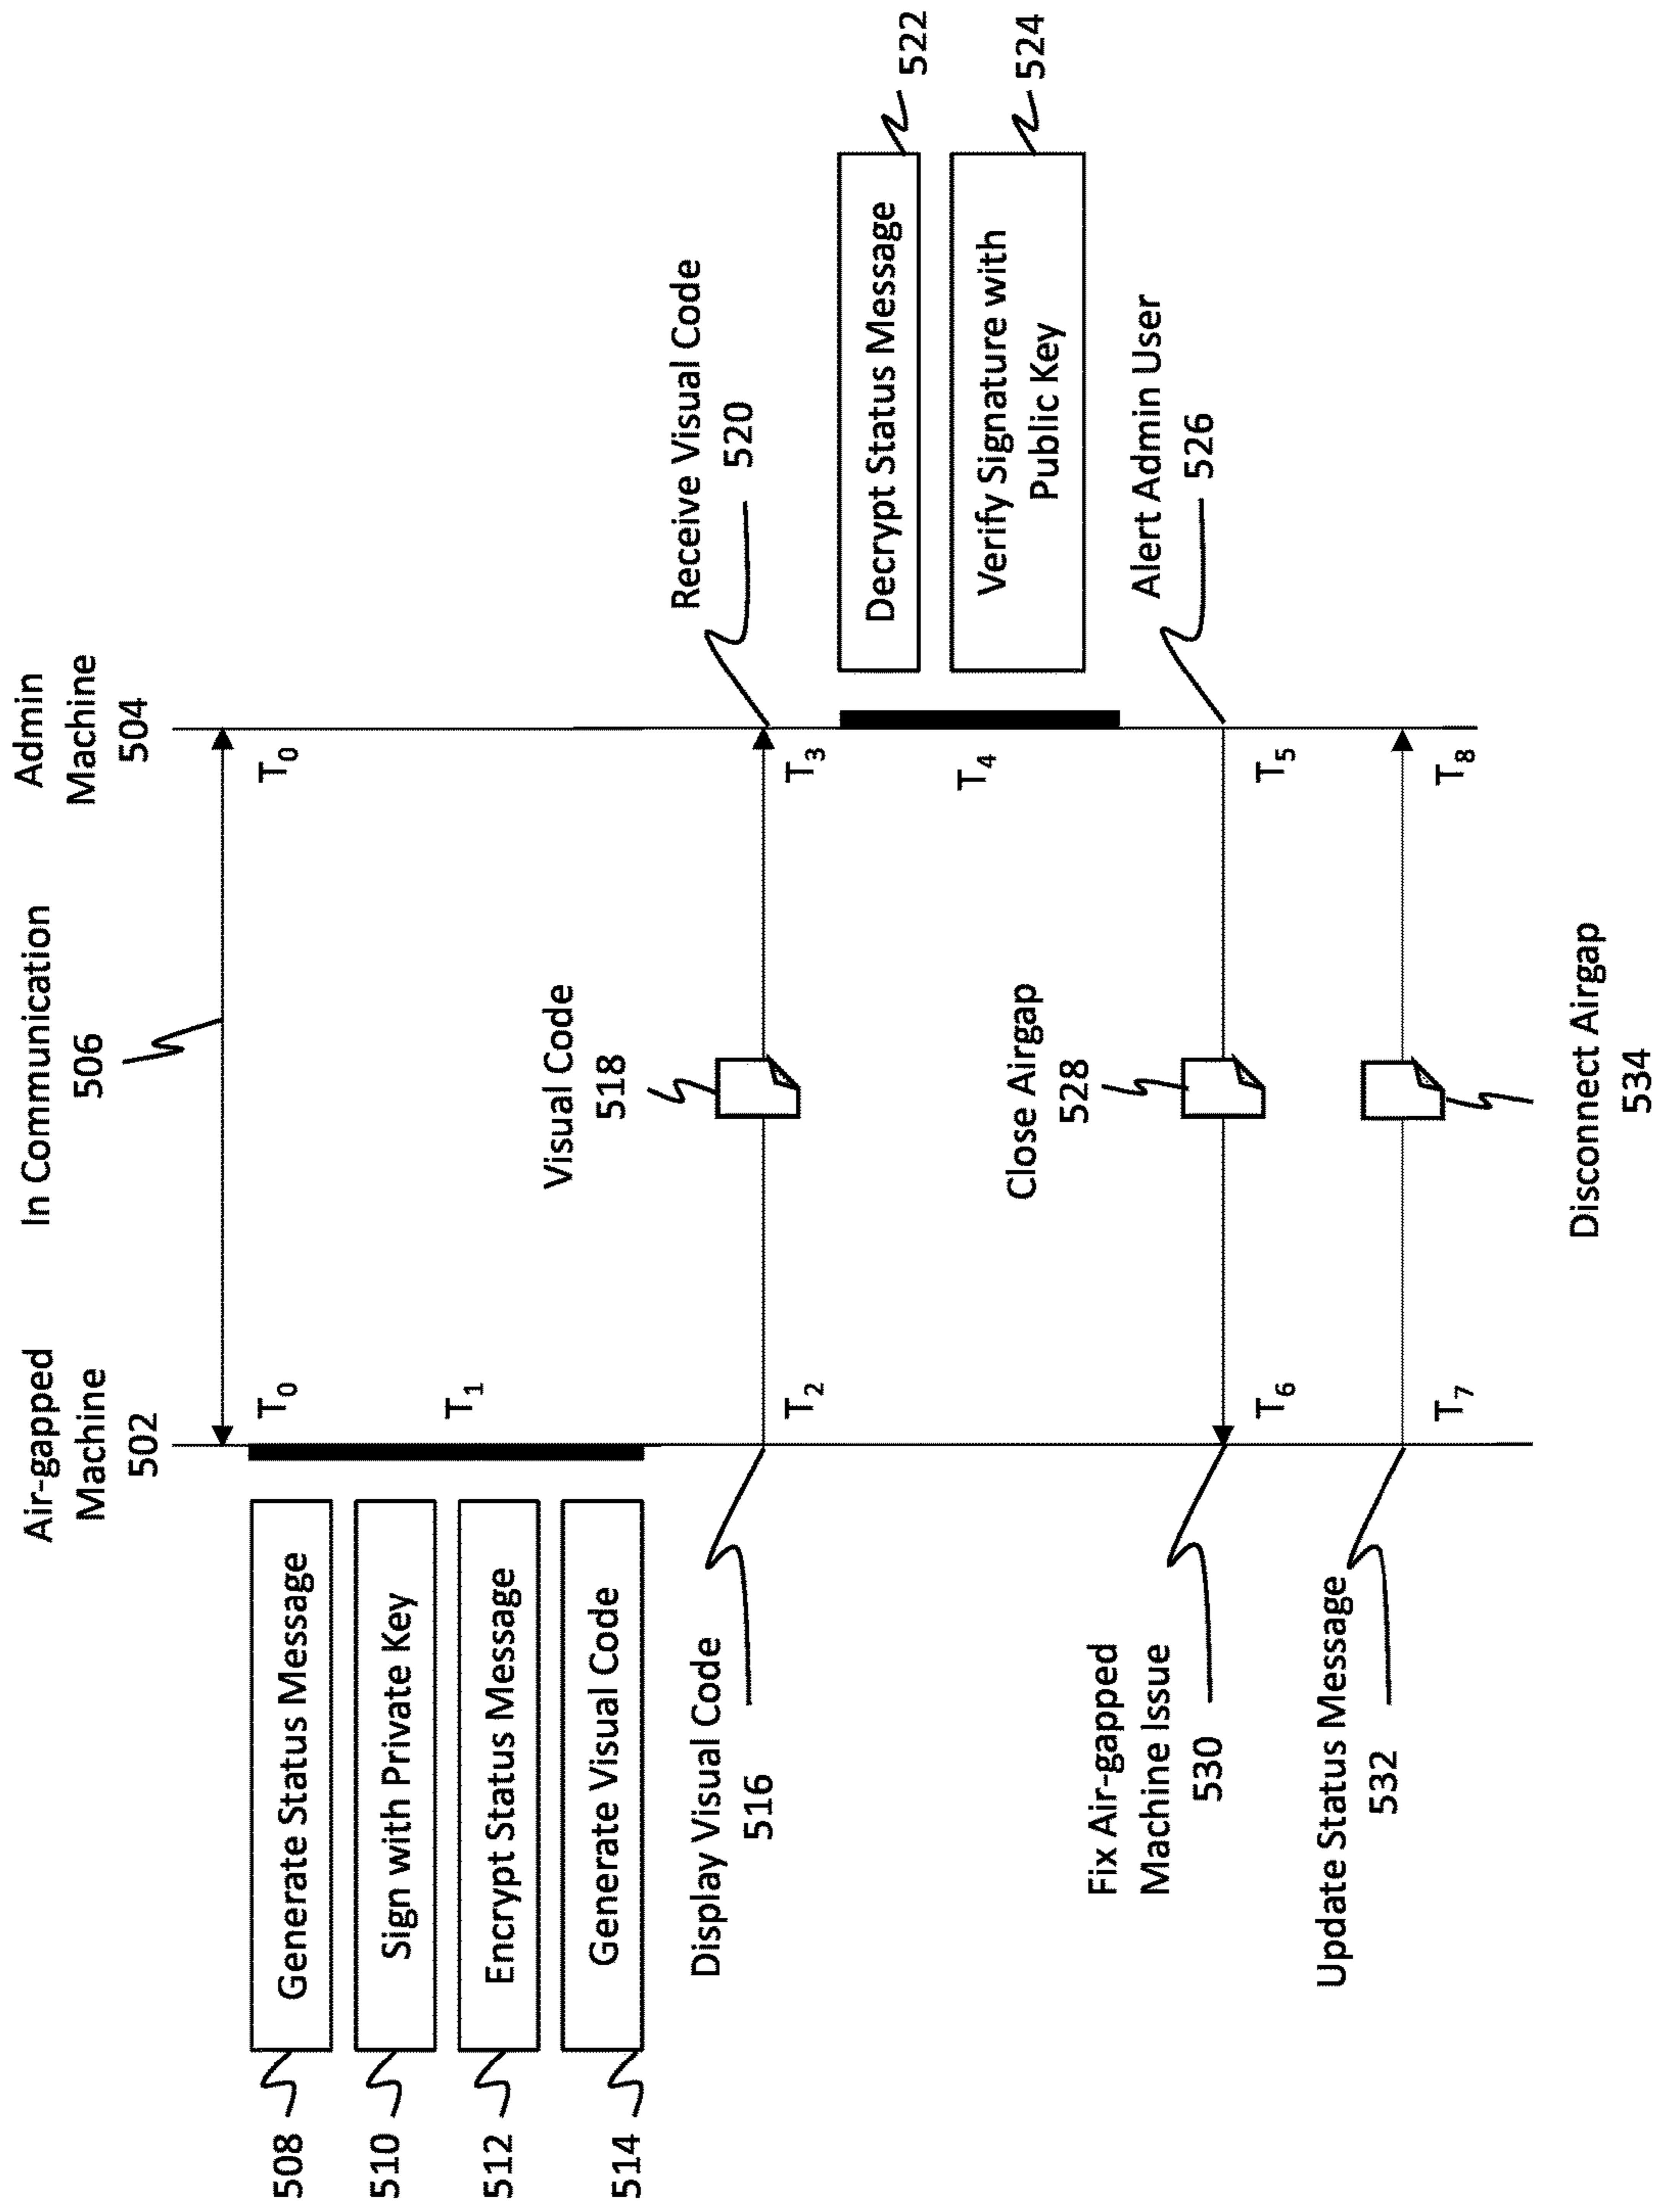 Air-gapped
Machine
502
In Communication
506
Admin
Machine
504
T0
T0
508
Generate Status Message
510
Sign with Private Key
T1
512
Encrypt Status Message
514
Generate Visual Code
Visual Code
518
Receive Visual Code
520
Display Visual Code
516
T2
T3
Decrypt Status Message
522
T4
Verify Signature with
Public Key
524
Close Airgap
528
Alert Admin User
526
Fix Air-gapped
Machine Issue
530
T6
T5
Update Status Message
532
T7
T8
Disconnect Airgap
534